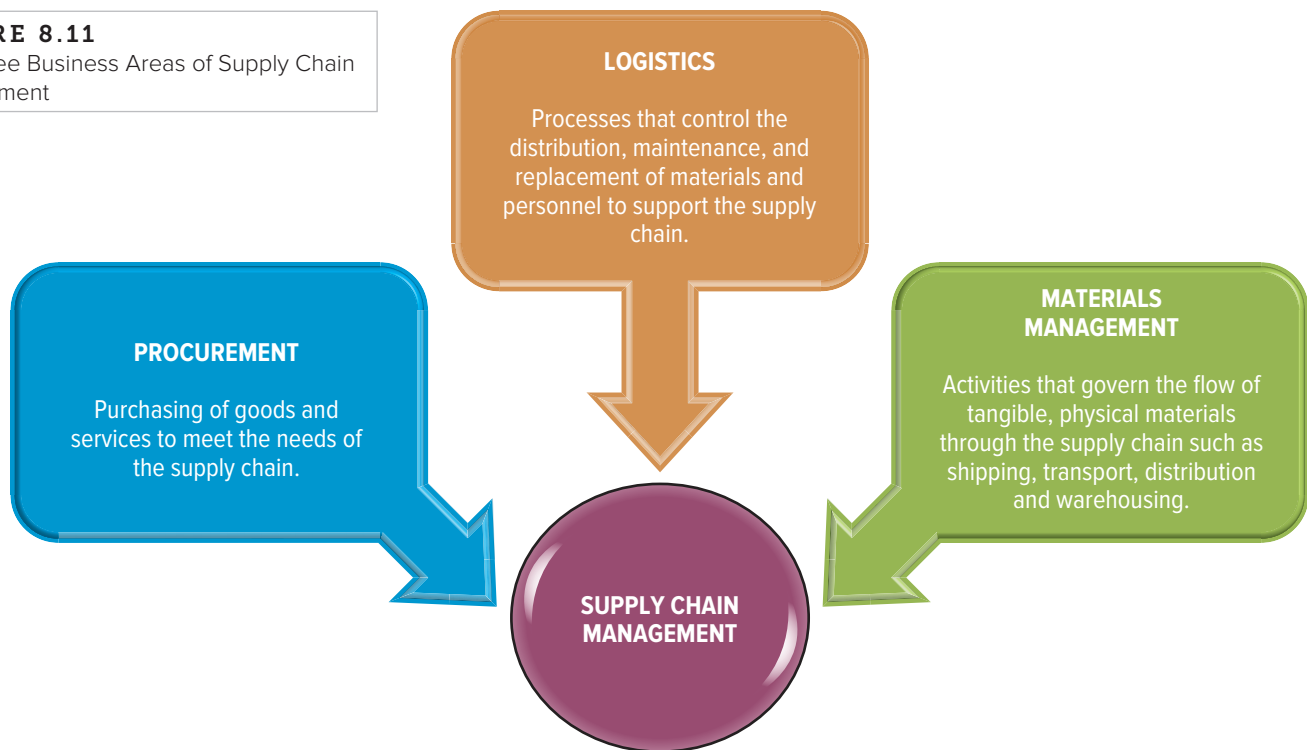 RE 8.11
ee Business Areas of Supply Chain
ment
LOGISTICS
Processes that control the
distribution, maintenance, and
replacement of materials and
personnel to support the supply
chain.
PROCUREMENT
Purchasing of goods and
services to meet the needs of
the supply chain.
MATERIALS
MANAGEMENT
Activities that govern the flow of
tangible, physical materials
through the supply chain such as
shipping, transport, distribution
and warehousing.
SUPPLY CHAIN
MANAGEMENT